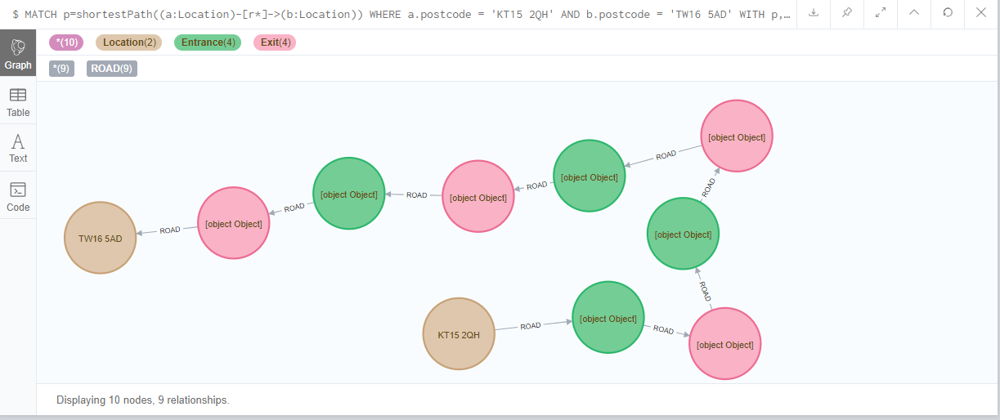 $ MATCH p=shortestPath((a:Location)-[r*]->(b:Location)) WHERE a.postcode = 'KT15 2QH' AND b.postcode = 'TW16 5AD' WITH p,…
*(10) Location(2) Entrance(4) Exit(4)
*(9) ROAD(9)
Graph
Table
Text
Code
[object Object]
ROAD
[object Object]
ROAD
[object Object]
ROAD
[object Object]
ROAD
[object Object]
ROAD
[object Object]
ROAD
TW16 5AD
ROAD
[object Object]
ROAD
KT15 2QH
ROAD
[object Object]
Displaying 10 nodes, 9 relationships.